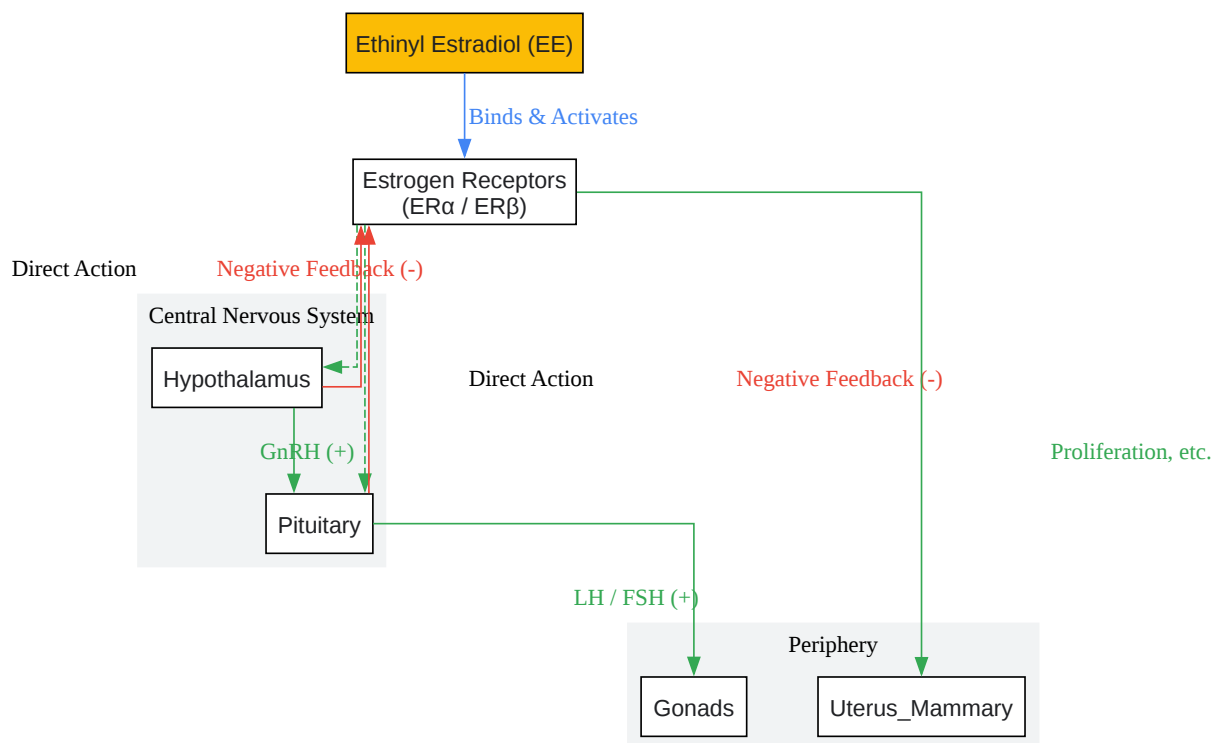 Ethinyl Estradiol (EE)
Binds & Activates
Estrogen Receptors
(ERα / ERβ)
Direct Action
Negative Feedback (-)
Central Nervous System
Hypothalamus
Direct Action
Negative Feedback (-)
GnRH (+)
Proliferation, etc.
Pituitary
LH / FSH (+)
Periphery
Gonads
Uterus_Mammary